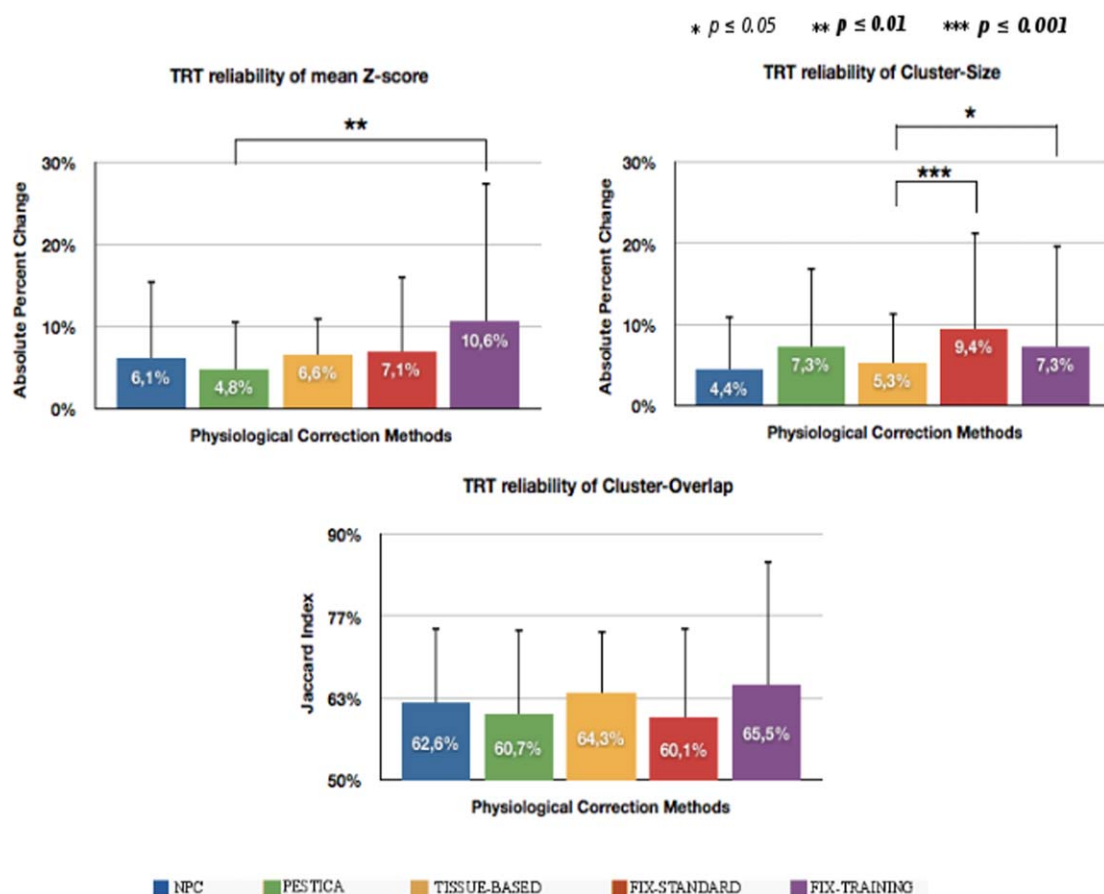 * p ≤ 0.05 ** p ≤ 0.01 *** p ≤ 0.001
TRT reliability of mean Z-score
**
Absolute Percent Change
30%
20%
10%
0%
6,1%
4,8%
6,6%
7,1%
10,6%
Physiological Correction Methods
TRT reliability of Cluster-Size
*
***
Absolute Percent Change
30%
20%
10%
0%
4,4%
7,3%
5,3%
9,4%
7,3%
Physiological Correction Methods
TRT reliability of Cluster-Overlap
Jaccard Index
90%
77%
63%
50%
62,6%
60,7%
64,3%
60,1%
65,5%
Physiological Correction Methods
NPC PESTICA TISSUE-BASED FIX-STANDARD FIX-TRAINING